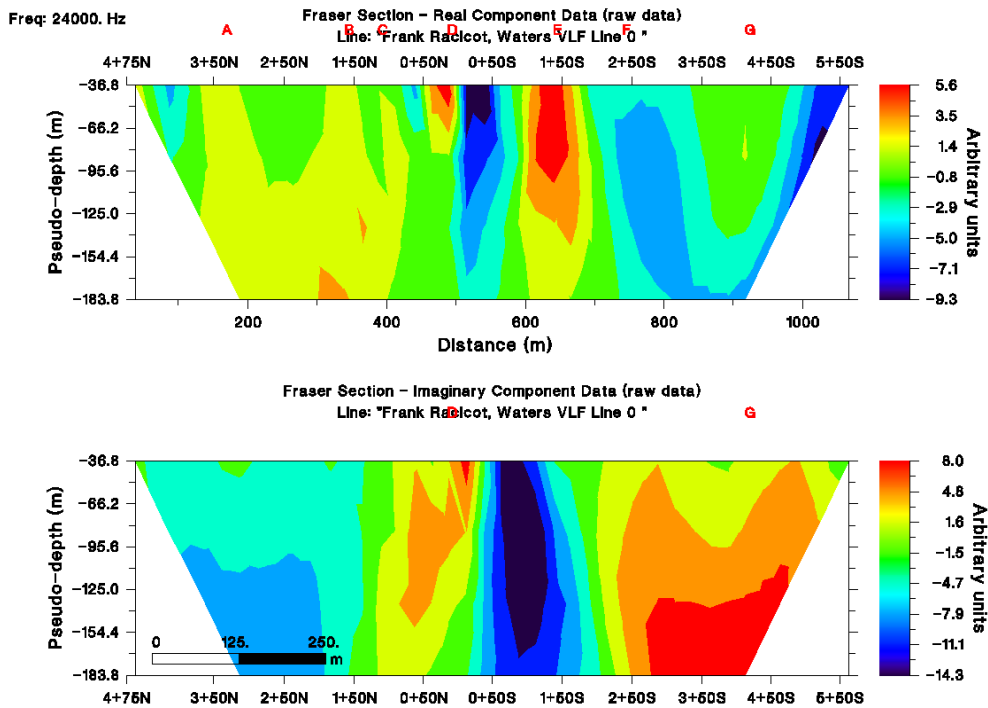 Freq: 24000. Hz
Fraser Section - Real Component Data (raw data)
A B C D E F G
Line: "Frank Racicot, Waters VLF Line 0 "
4+75N 3+50N 2+50N 1+50N 0+50N 0+50S 1+50S 2+50S 3+50S 4+50S 5+50S
-36.8
-66.2
-95.6
-125.0
-154.4
-183.8
Pseudo-depth (m)
5.6
3.5
1.4
-0.8
-2.9
-5.0
-7.1
-9.3
Arbitrary units
200 400 600 800 1000
Distance (m)
Fraser Section - Imaginary Component Data (raw data)
D G
Line: "Frank Racicot, Waters VLF Line 0 "
-36.8
-66.2
-95.6
-125.0
-154.4
-183.8
Pseudo-depth (m)
8.0
4.8
1.6
-1.5
-4.7
-7.9
-11.1
-14.3
Arbitrary units
0 125. 250.
m
4+75N 3+50N 2+50N 1+50N 0+50N 0+50S 1+50S 2+50S 3+50S 4+50S 5+50S